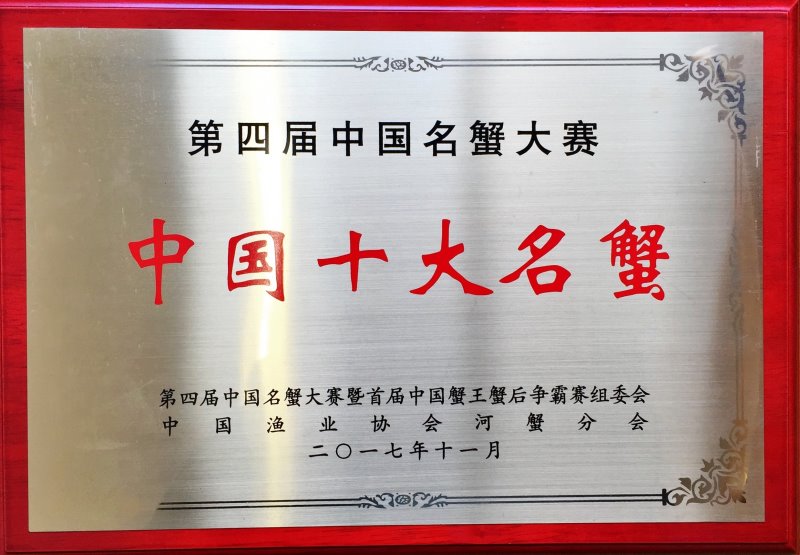 第四届中国名蟹大赛
中国十大名蟹
第四届中国名蟹大赛暨首届中国蟹王蟹后争霸赛组委会
中国渔业协会河蟹分会
二〇一七年十一月